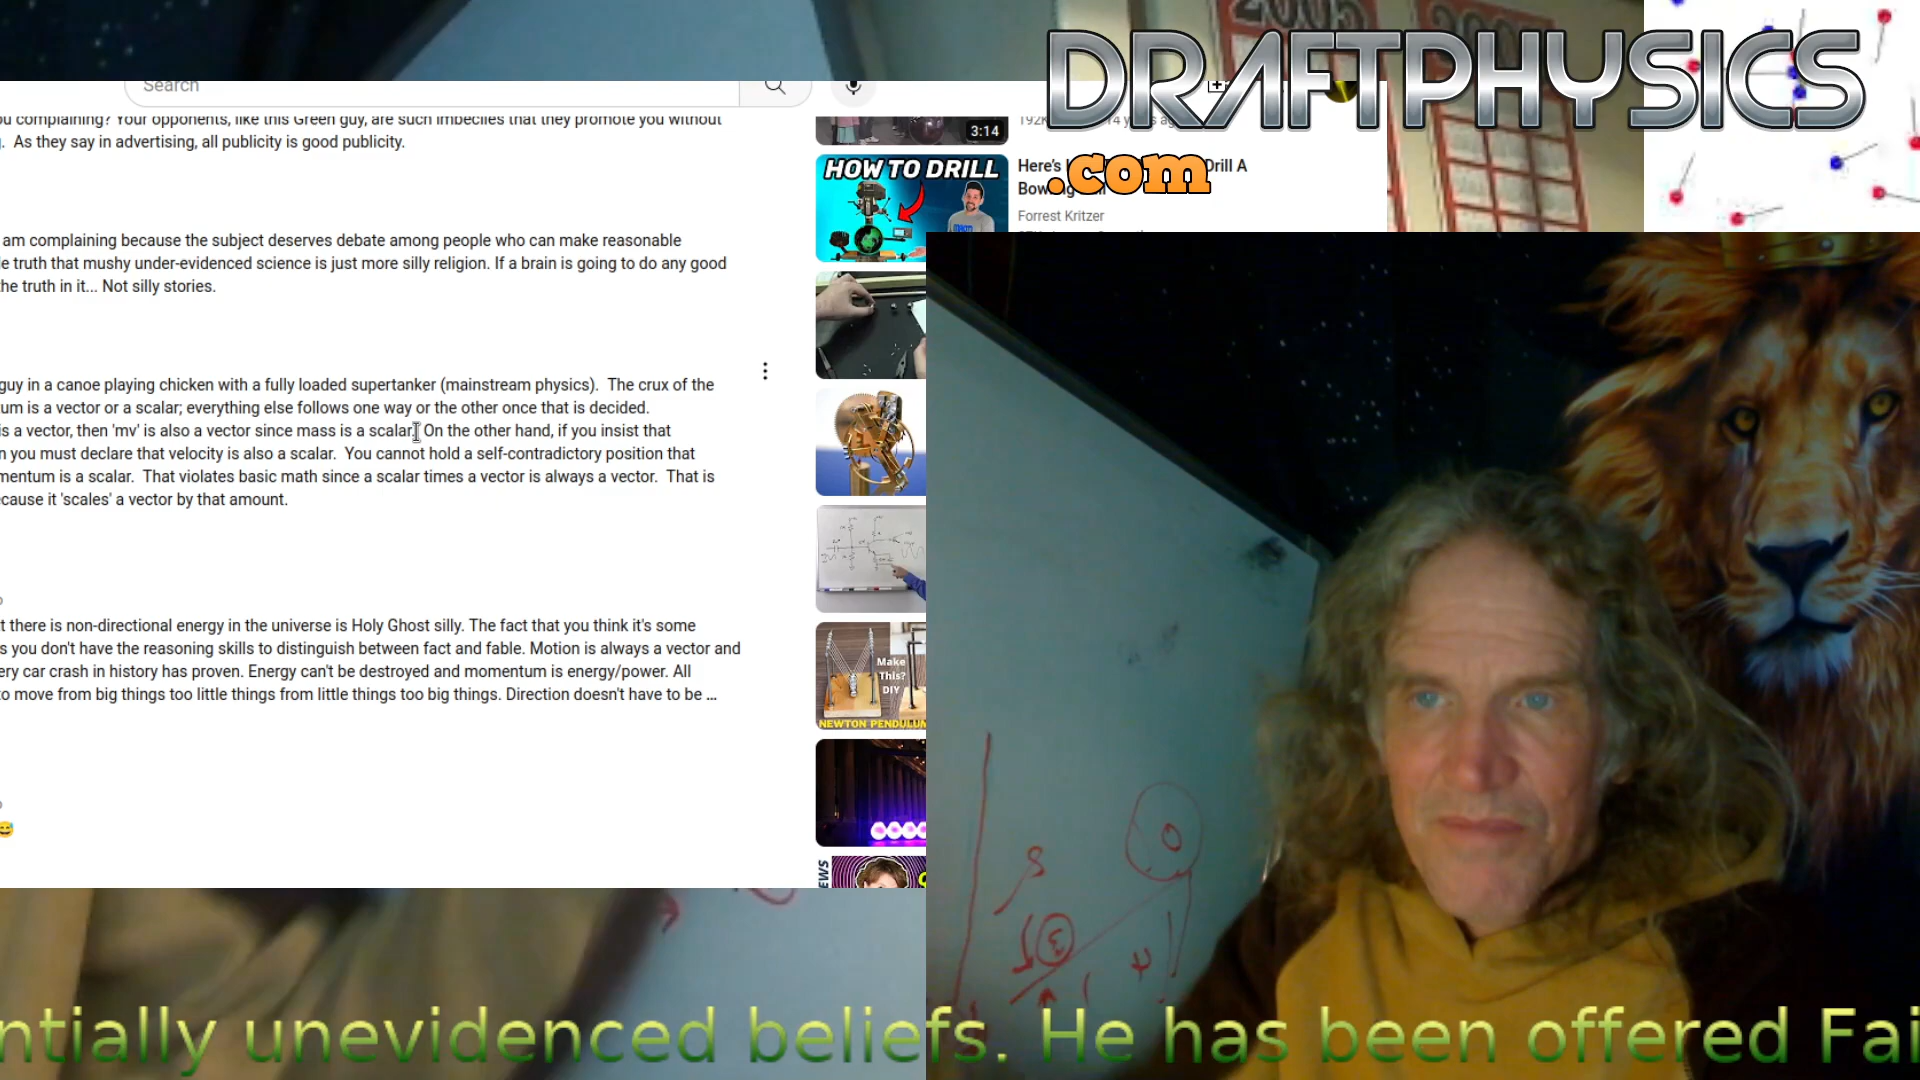 2005
DRAFTPHYSICS
.com
Search
ou complaining? Your opponents, like this Green guy, are such imbeciles that they promote you without
. As they say in advertising, all publicity is good publicity.
am complaining because the subject deserves debate among people who can make reasonable
e truth that mushy under-evidenced science is just more silly religion. If a brain is going to do any good
he truth in it... Not silly stories.
guy in a canoe playing chicken with a fully loaded supertanker (mainstream physics). The crux of the
um is a vector or a scalar; everything else follows one way or the other once that is decided.
is a vector, then 'mv' is also a vector since mass is a scalar. On the other hand, if you insist that
n you must declare that velocity is also a scalar. You cannot hold a self-contradictory position that
mentum is a scalar. That violates basic math since a scalar times a vector is always a vector. That is
ecause it 'scales' a vector by that amount.
t there is non-directional energy in the universe is Holy Ghost silly. The fact that you think it's some
s you don't have the reasoning skills to distinguish between fact and fable. Motion is always a vector and
ery car crash in history has proven. Energy can't be destroyed and momentum is energy/power. All
to move from big things too little things from little things too big things. Direction doesn't have to be ...
3:14
HOW TO DRILL
Here's
Drill A
Forrest Kritzer
Make
This?
DIY
NEWTON PENDULUM
EWS
ntially unevidenced beliefs. He has been offered Fai